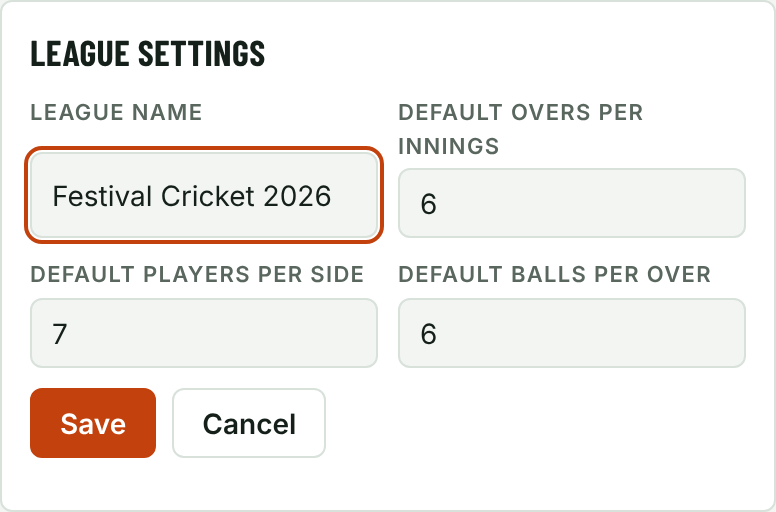 LEAGUE SETTINGS
LEAGUE NAME
Festival Cricket 2026
DEFAULT OVERS PER
INNINGS
6
DEFAULT PLAYERS PER SIDE
7
DEFAULT BALLS PER OVER
6
Save
Cancel